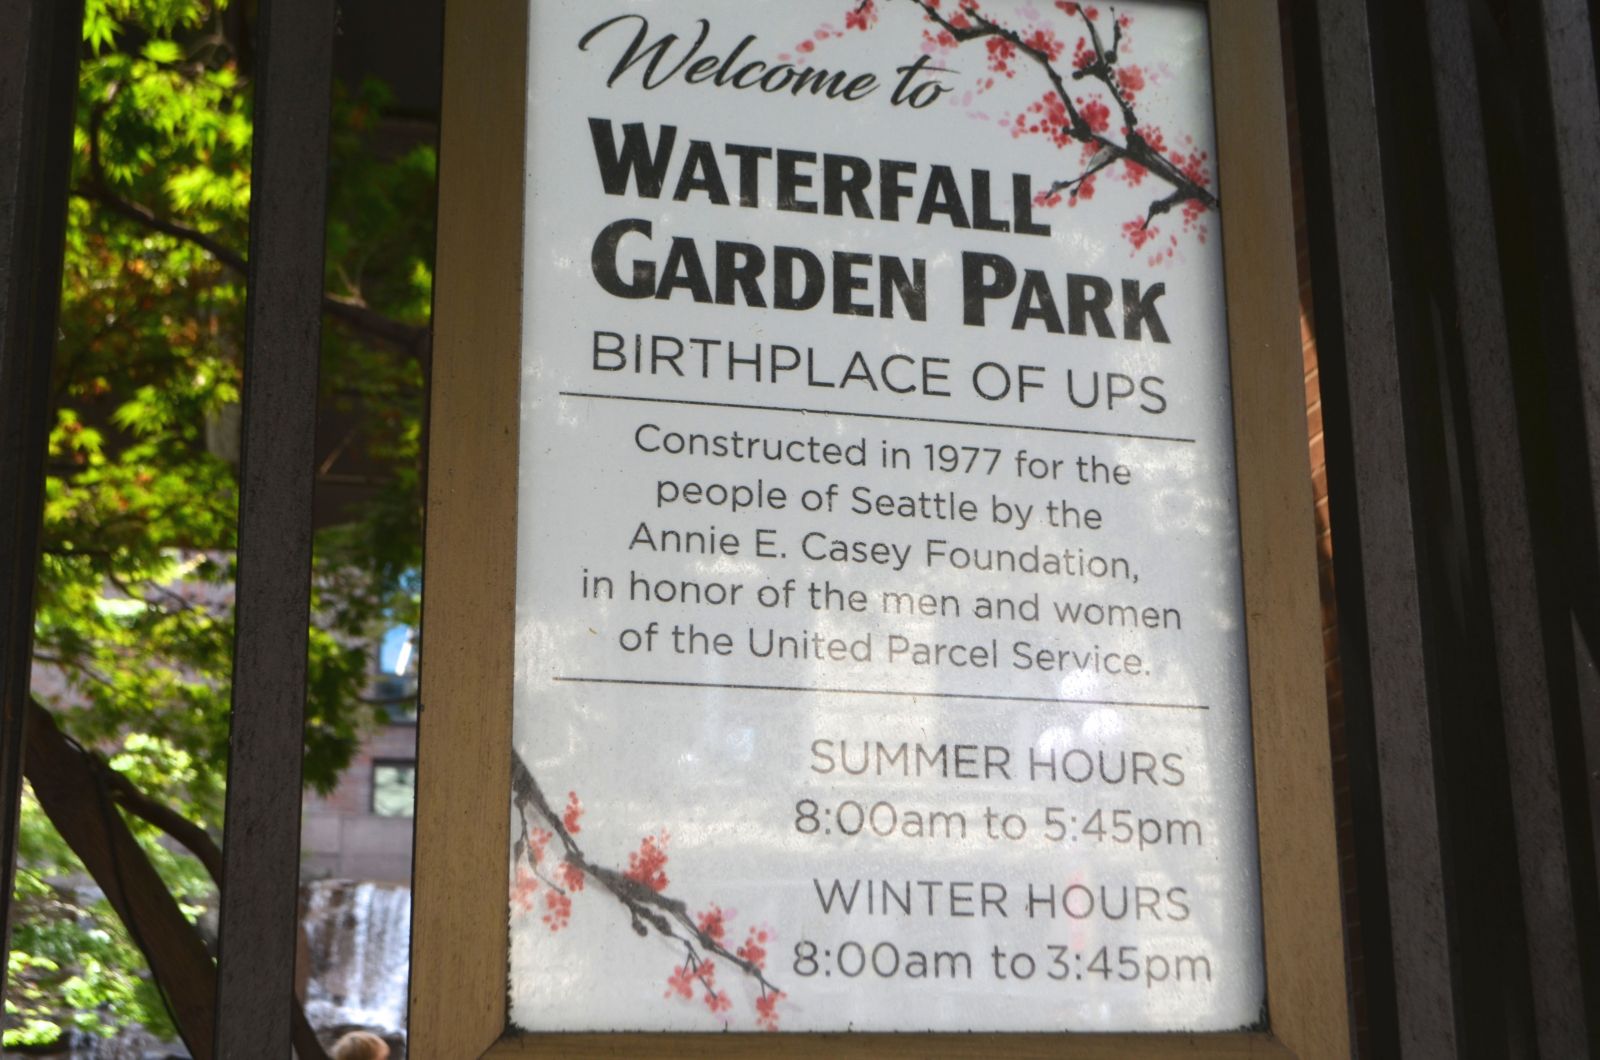 Welcome to
WATERFALL
GARDEN PARK
BIRTHPLACE OF UPS
Constructed in 1977 for the
people of Seattle by the
Annie E. Casey Foundation,
in honor of the men and women
of the United Parcel Service.
SUMMER HOURS
8:00am to 5:45pm
WINTER HOURS
8:00am to 3:45pm